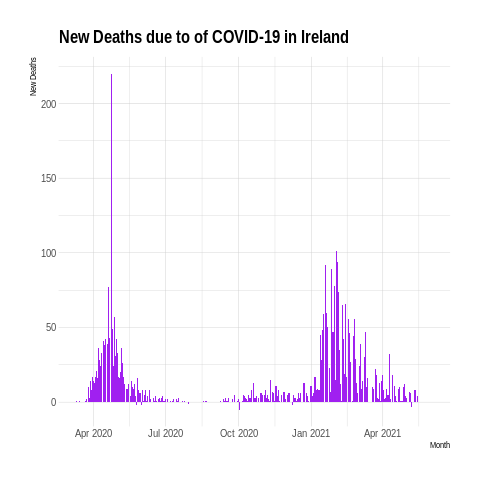 New Deaths due to of COVID-19 in Ireland
New Deaths
200
150
100
50
0
Apr 2020 Jul 2020 Oct 2020 Jan 2021 Apr 2021
Month